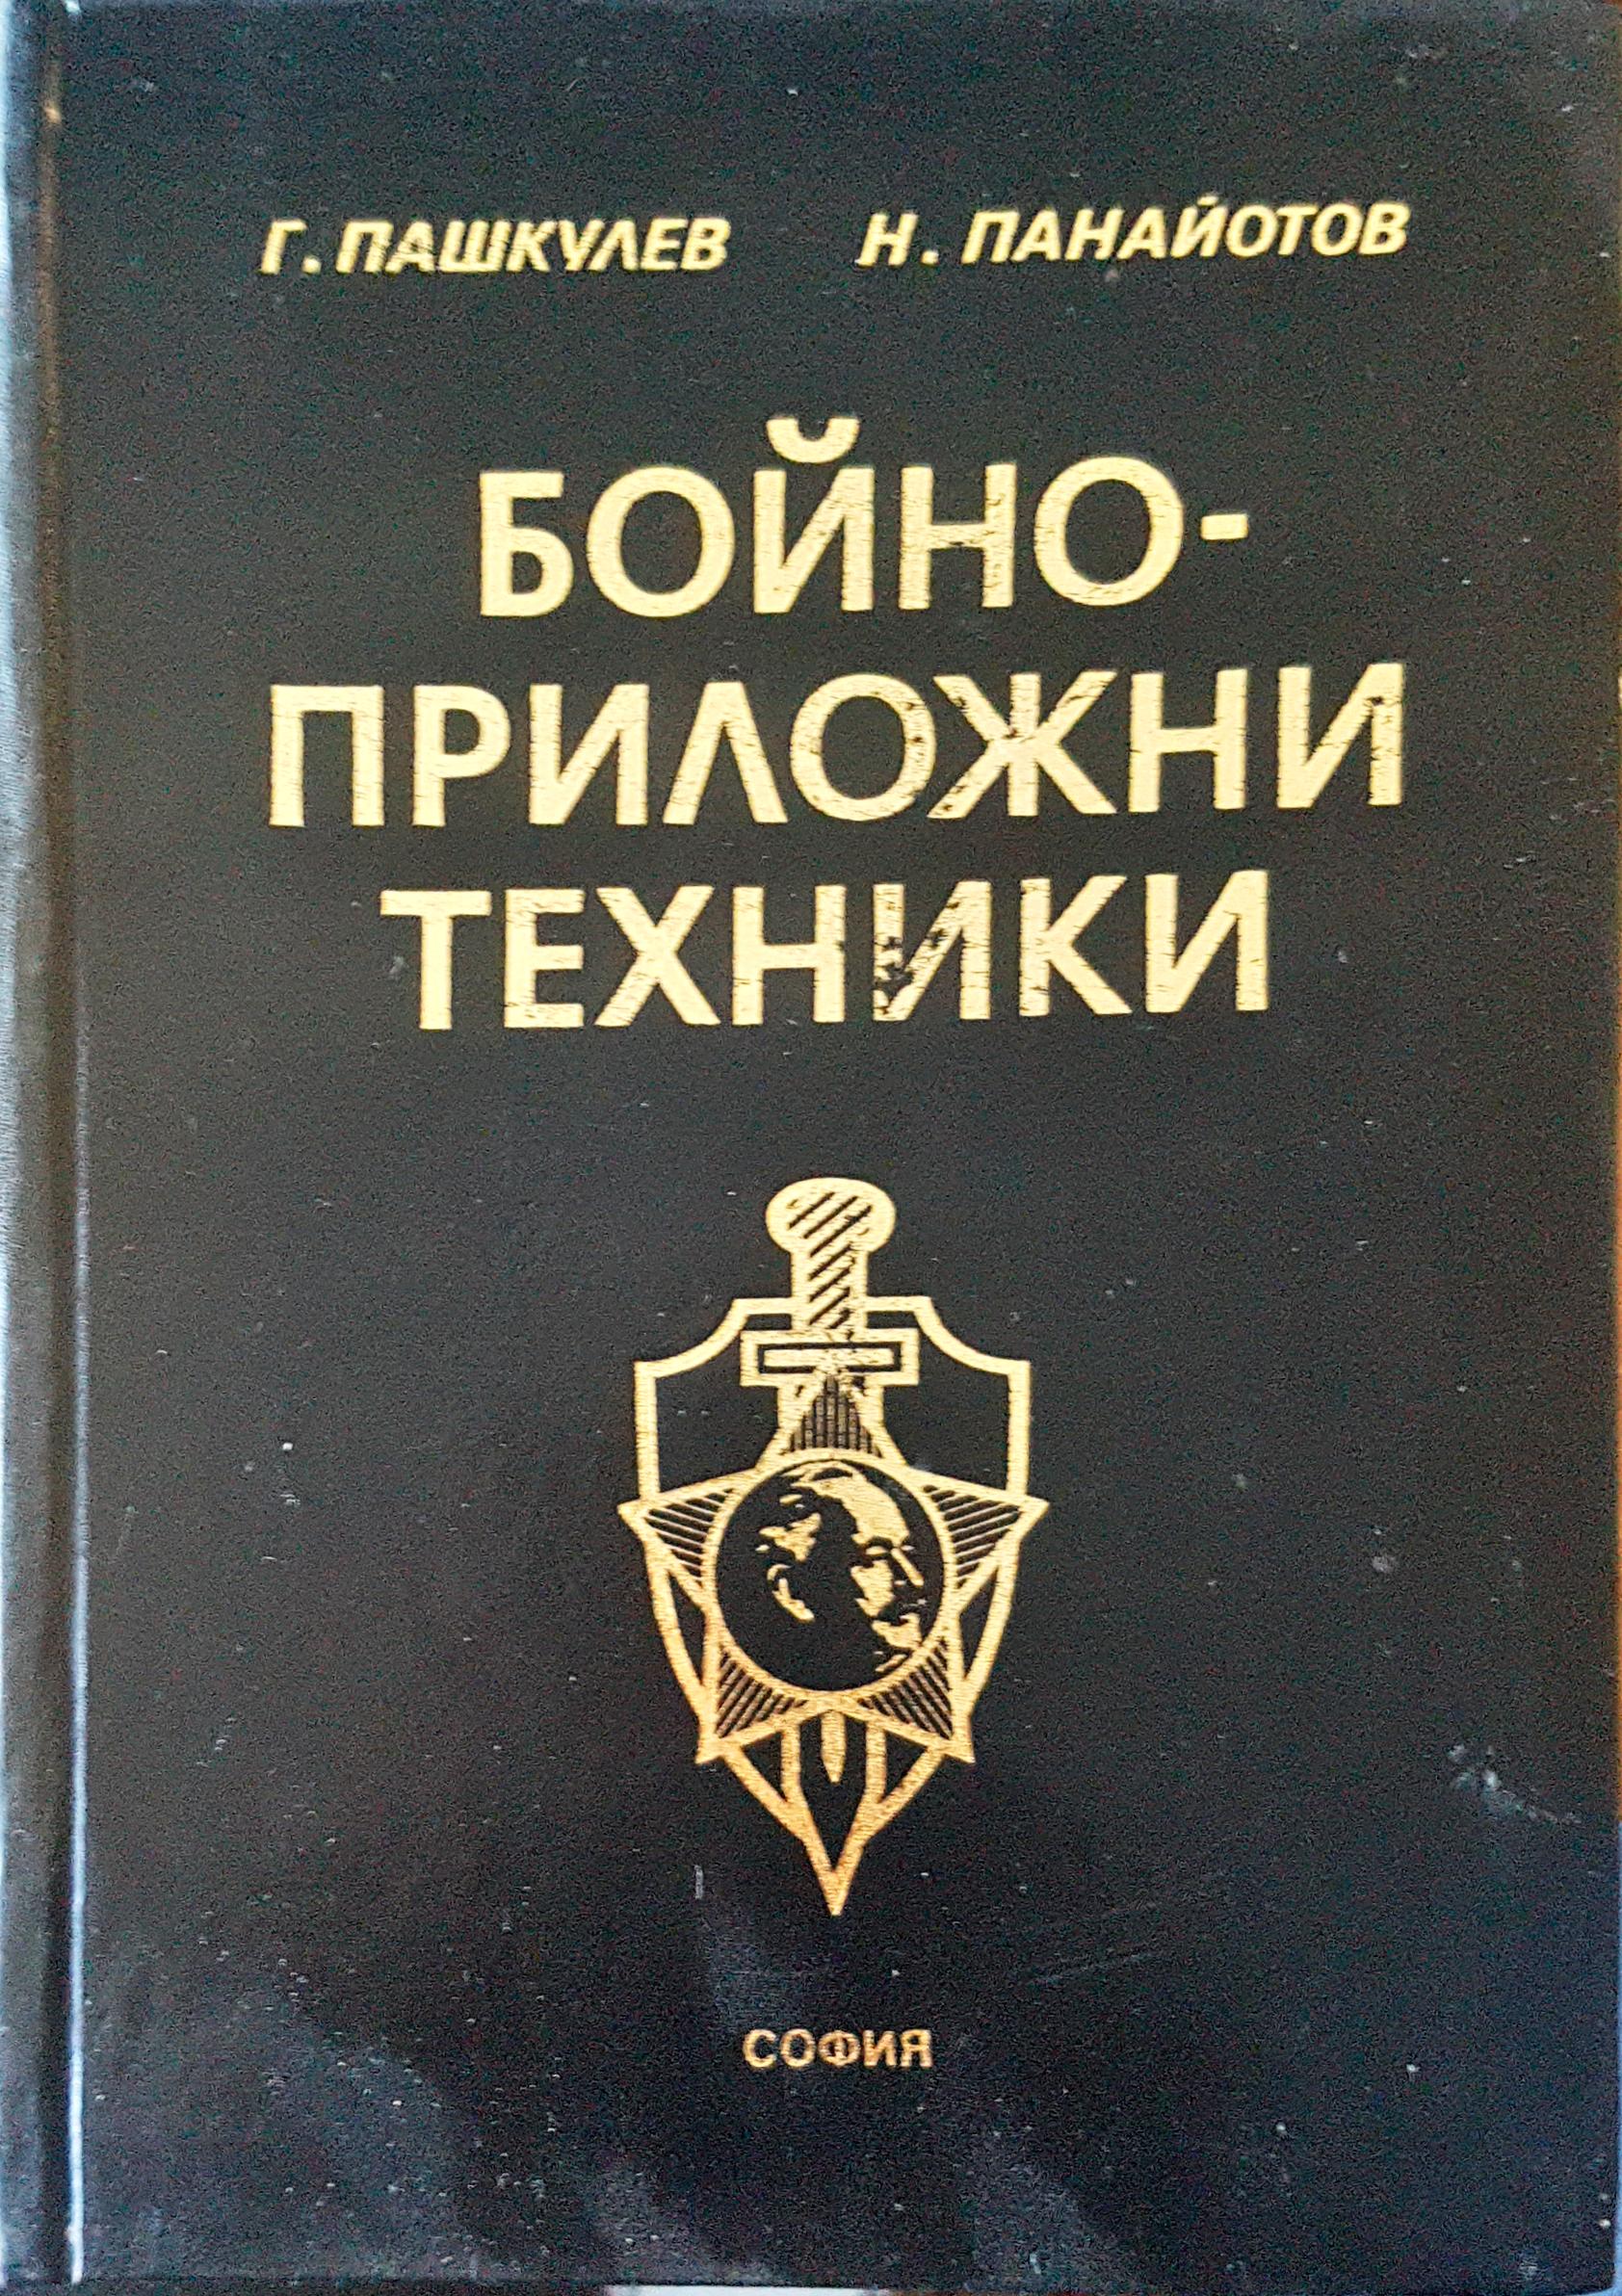 Г. ПАШКУЛЕВ Н. ПАНАЙОТОВ
БОЙНО-
ПРИЛОЖНИ
ТЕХНИКИ
СОФИЯ